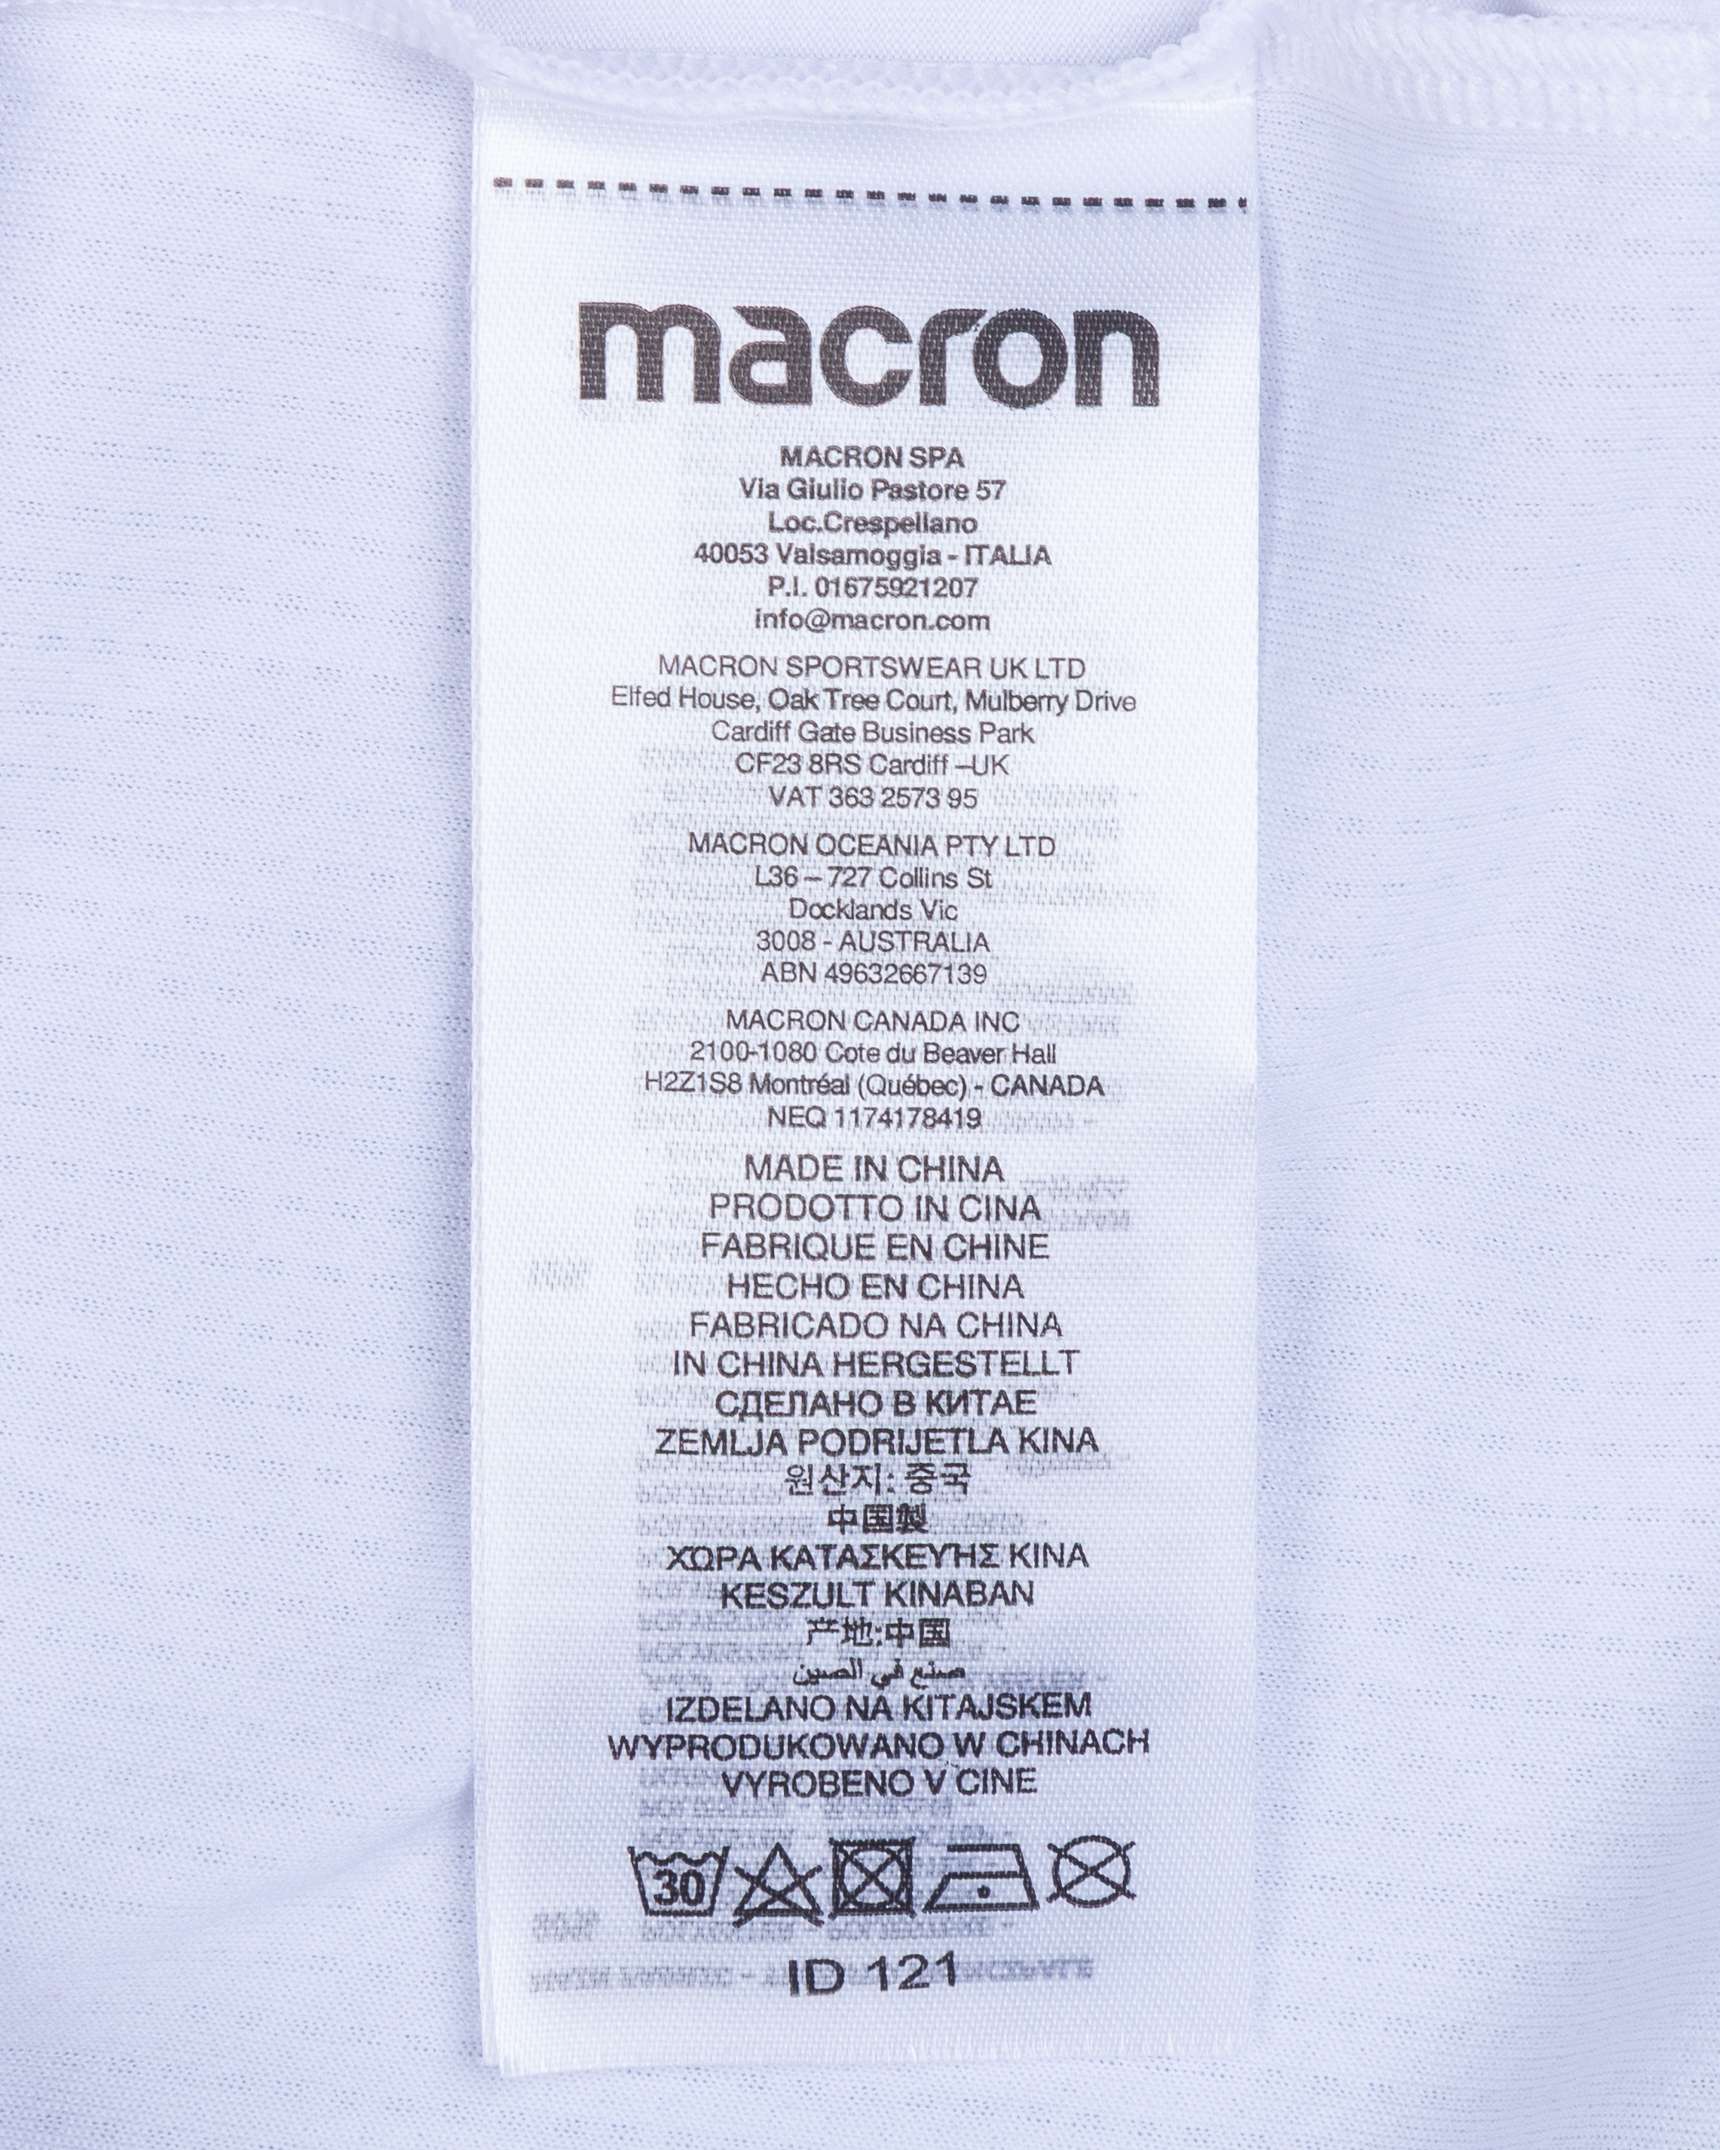 macron
MACRON SPA
Via Giulio Pastore 57
Loc.Crespellano
40053 Valsamoggia - ITALIA
P.I. 01675921207
info@macron.com
MACRON SPORTSWEAR UK LTD
Elfed House, Oak Tree Court, Mulberry Drive
Cardiff Gate Business Park
CF23 8RS Cardiff –UK
VAT 363 2573 95
MACRON OCEANIA PTY LTD
L36 – 727 Collins St
Docklands Vic
3008 - AUSTRALIA
ABN 49632667139
MACRON CANADA INC
2100-1080 Cote du Beaver Hall
H2Z1S8 Montréal (Québec) - CANADA
NEQ 1174178419
MADE IN CHINA
PRODOTTO IN CINA
FABRIQUE EN CHINE
HECHO EN CHINA
FABRICADO NA CHINA
IN CHINA HERGESTELLT
СДЕЛАНО В КИТАЕ
ZEMLJA PODRIJETLA KINA
원산지: 중국
中国製
ΧΩΡΑ ΚΑΤΑΣΚΕΥΉΣ ΚΙΝΑ
KESZULT KINABAN
产地:中国
صنع في الصين
IZDELANO NA KITAJSKEM
WYPRODUKOWANO W CHINACH
VYROBENO V CINE
30
ID 121